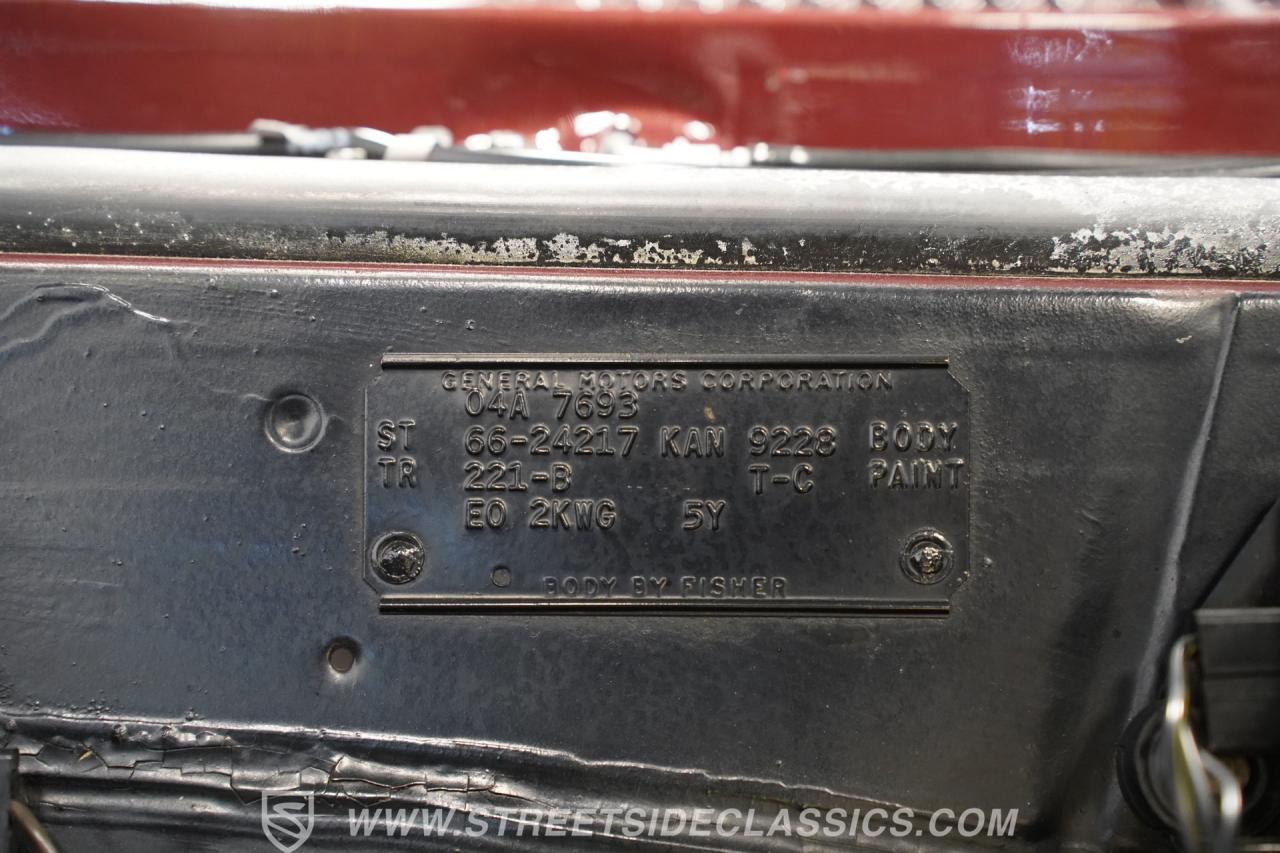 GENERAL MOTORS CORPORATION
04A 7693
ST 66-24217 KAN 9228 BODY
TR 221-B T-C PAINT
E0 2KWG 5Y
BODY BY FISHER
WWW.STREETSIDECLASSICS.COM